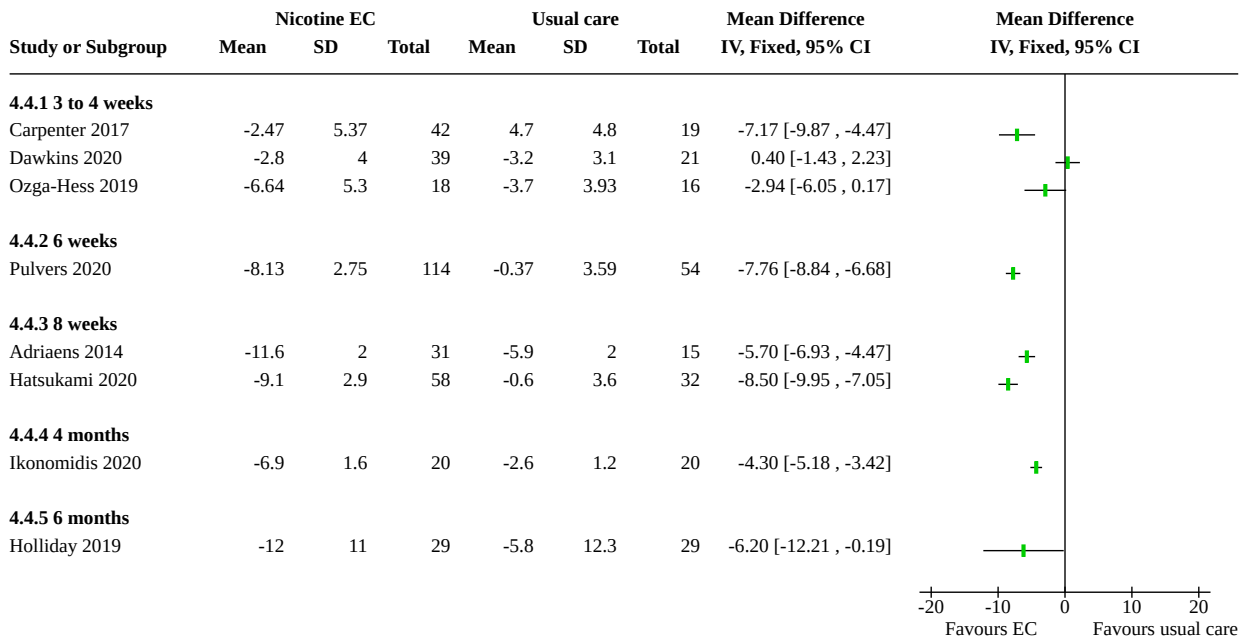 Nicotine EC Usual care Mean Difference Mean Difference
Study or Subgroup Mean SD Total Mean SD Total IV, Fixed, 95% CI IV, Fixed, 95% CI
4.4.1 3 to 4 weeks
Carpenter 2017 -2.47 5.37 42 4.7 4.8 19 -7.17 [-9.87 , -4.47]
Dawkins 2020 -2.8 4 39 -3.2 3.1 21 0.40 [-1.43 , 2.23]
Ozga-Hess 2019 -6.64 5.3 18 -3.7 3.93 16 -2.94 [-6.05 , 0.17]
4.4.2 6 weeks
Pulvers 2020 -8.13 2.75 114 -0.37 3.59 54 -7.76 [-8.84 , -6.68]
4.4.3 8 weeks
Adriaens 2014 -11.6 2 31 -5.9 2 15 -5.70 [-6.93 , -4.47]
Hatsukami 2020 -9.1 2.9 58 -0.6 3.6 32 -8.50 [-9.95 , -7.05]
4.4.4 4 months
Ikonomidis 2020 -6.9 1.6 20 -2.6 1.2 20 -4.30 [-5.18 , -3.42]
4.4.5 6 months
Holliday 2019 -12 11 29 -5.8 12.3 29 -6.20 [-12.21 , -0.19]
-20 -10 0 10 20
Favours EC Favours usual care